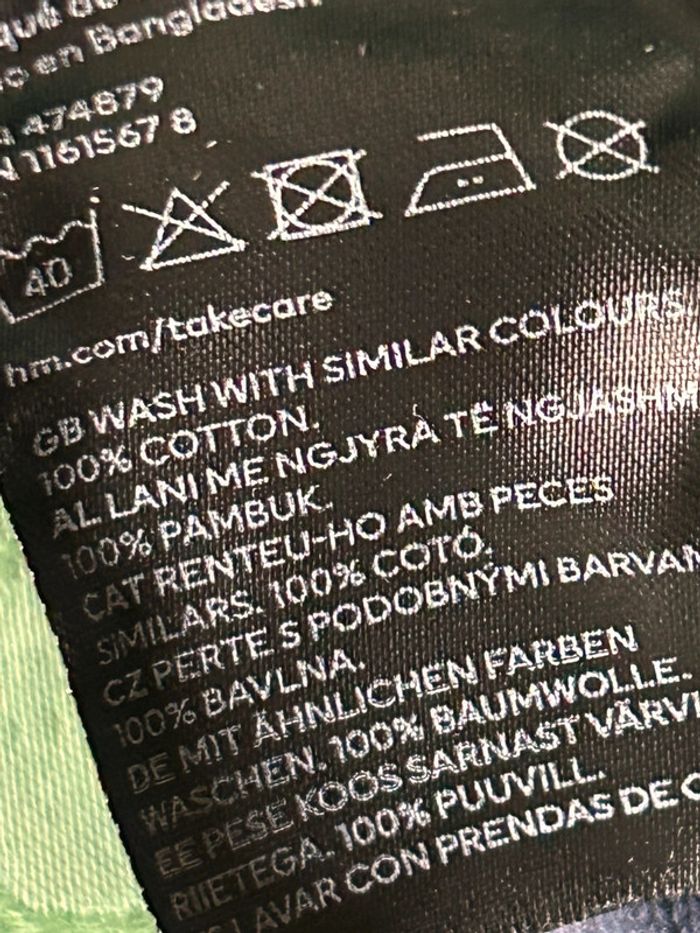 en Bangladesh
474879
1161567 8
40
hm.com/takecare
GB WASH WITH SIMILAR COLOURS.
100% COTTON.
AL LANI ME NGJYRA TË
100% PAMBUK.
CAT RENTEU-HO AMB PECES
SIMILARS. 100% COTÓ.
CZ PERTE S PODOBNÝMI
100% BAVLNA.
DE MIT ÄHNLICHEN FARBEN
WASCHEN. 100% BAUMWOLLE.
EE PESE KOOS SARNAST VÄRVI
RIIETEGA. 100% PUUVILL.
LAVAR CON PRENDAS DE